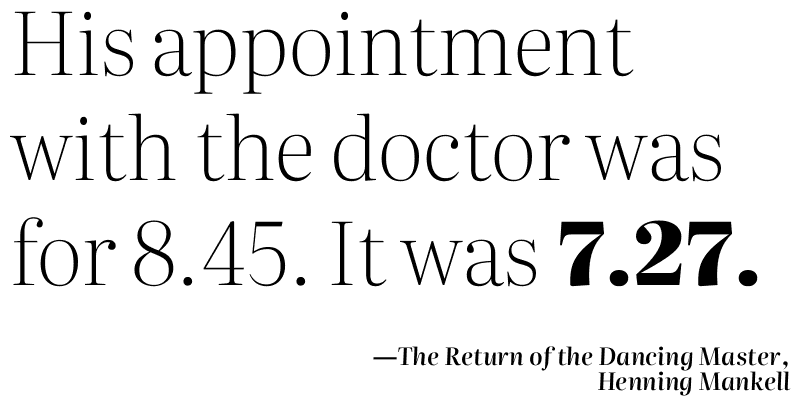 His appointment
with the doctor was
for 8.45. It was 7.27.
—The Return of the Dancing Master,
Henning Mankell